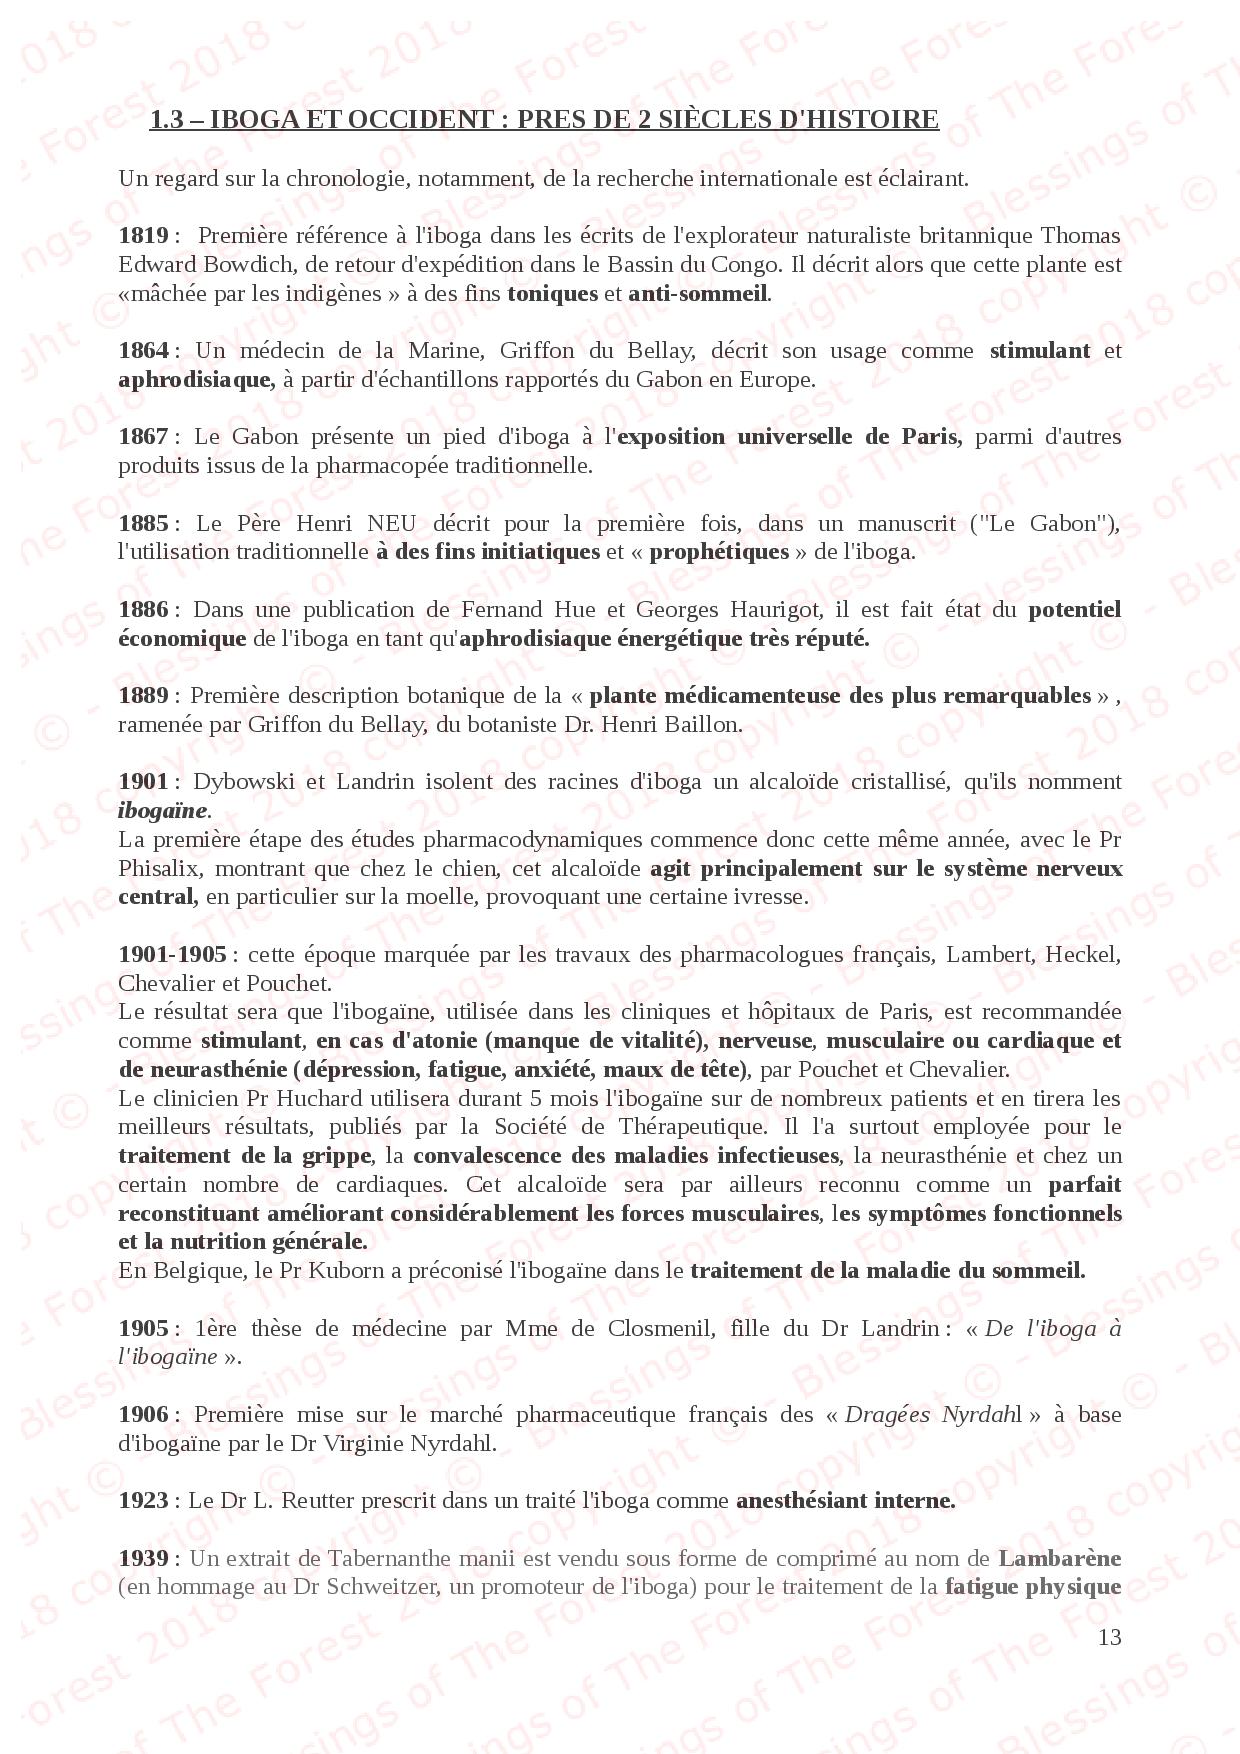 1.3 – IBOGA ET OCCIDENT : PRES DE 2 SIÈCLES D'HISTOIRE
Un regard sur la chronologie, notamment, de la recherche internationale est éclairant.
1819 : Première référence à l'iboga dans les écrits de l'explorateur naturaliste britannique Thomas
Edward Bowdich, de retour d'expédition dans le Bassin du Congo. Il décrit alors que cette plante est
«mâchée par les indigènes » à des fins toniques et anti-sommeil.
1864 : Un médecin de la Marine, Griffon du Bellay, décrit son usage comme stimulant et
aphrodisiaque, à partir d'échantillons rapportés du Gabon en Europe.
1867 : Le Gabon présente un pied d'iboga à l'exposition universelle de Paris, parmi d'autres
produits issus de la pharmacopée traditionnelle.
1885 : Le Père Henri NEU décrit pour la première fois, dans un manuscrit ("Le Gabon"),
l'utilisation traditionnelle à des fins initiatiques et « prophétiques » de l'iboga.
1886 : Dans une publication de Fernand Hue et Georges Haurigot, il est fait état du potentiel
économique de l'iboga en tant qu'aphrodisiaque énergétique très réputé.
1889 : Première description botanique de la « plante médicamenteuse des plus remarquables » ,
ramenée par Griffon du Bellay, du botaniste Dr. Henri Baillon.
1901 : Dybowski et Landrin isolent des racines d'iboga un alcaloïde cristallisé, qu'ils nomment
ibogaïne.
La première étape des études pharmacodynamiques commence donc cette même année, avec le Pr
Phisalix, montrant que chez le chien, cet alcaloïde agit principalement sur le système nerveux
central, en particulier sur la moelle, provoquant une certaine ivresse.
1901-1905 : cette époque marquée par les travaux des pharmacologues français, Lambert, Heckel,
Chevalier et Pouchet.
Le résultat sera que l'ibogaïne, utilisée dans les cliniques et hôpitaux de Paris, est recommandée
comme stimulant, en cas d'atonie (manque de vitalité), nerveuse, musculaire ou cardiaque et
de neurasthénie (dépression, fatigue, anxiété, maux de tête), par Pouchet et Chevalier.
Le clinicien Pr Huchard utilisera durant 5 mois l'ibogaïne sur de nombreux patients et en tirera les
meilleurs résultats, publiés par la Société de Thérapeutique. Il l'a surtout employée pour le
traitement de la grippe, la convalescence des maladies infectieuses, la neurasthénie et chez un
certain nombre de cardiaques. Cet alcaloïde sera par ailleurs reconnu comme un parfait
reconstituant améliorant considérablement les forces musculaires, les symptômes fonctionnels
et la nutrition générale.
En Belgique, le Pr Kuborn a préconisé l'ibogaïne dans le traitement de la maladie du sommeil.
1905 : 1ère thèse de médecine par Mme de Closmenil, fille du Dr Landrin : « De l'iboga à
l'ibogaïne ».
1906 : Première mise sur le marché pharmaceutique français des « Dragées Nyrdahl » à base
d'ibogaïne par le Dr Virginie Nyrdahl.
1923 : Le Dr L. Reutter prescrit dans un traité l'iboga comme anesthésiant interne.
1939 : Un extrait de Tabernanthe manii est vendu sous forme de comprimé au nom de Lambarène
(en hommage au Dr Schweitzer, un promoteur de l'iboga) pour le traitement de la fatigue physique
13